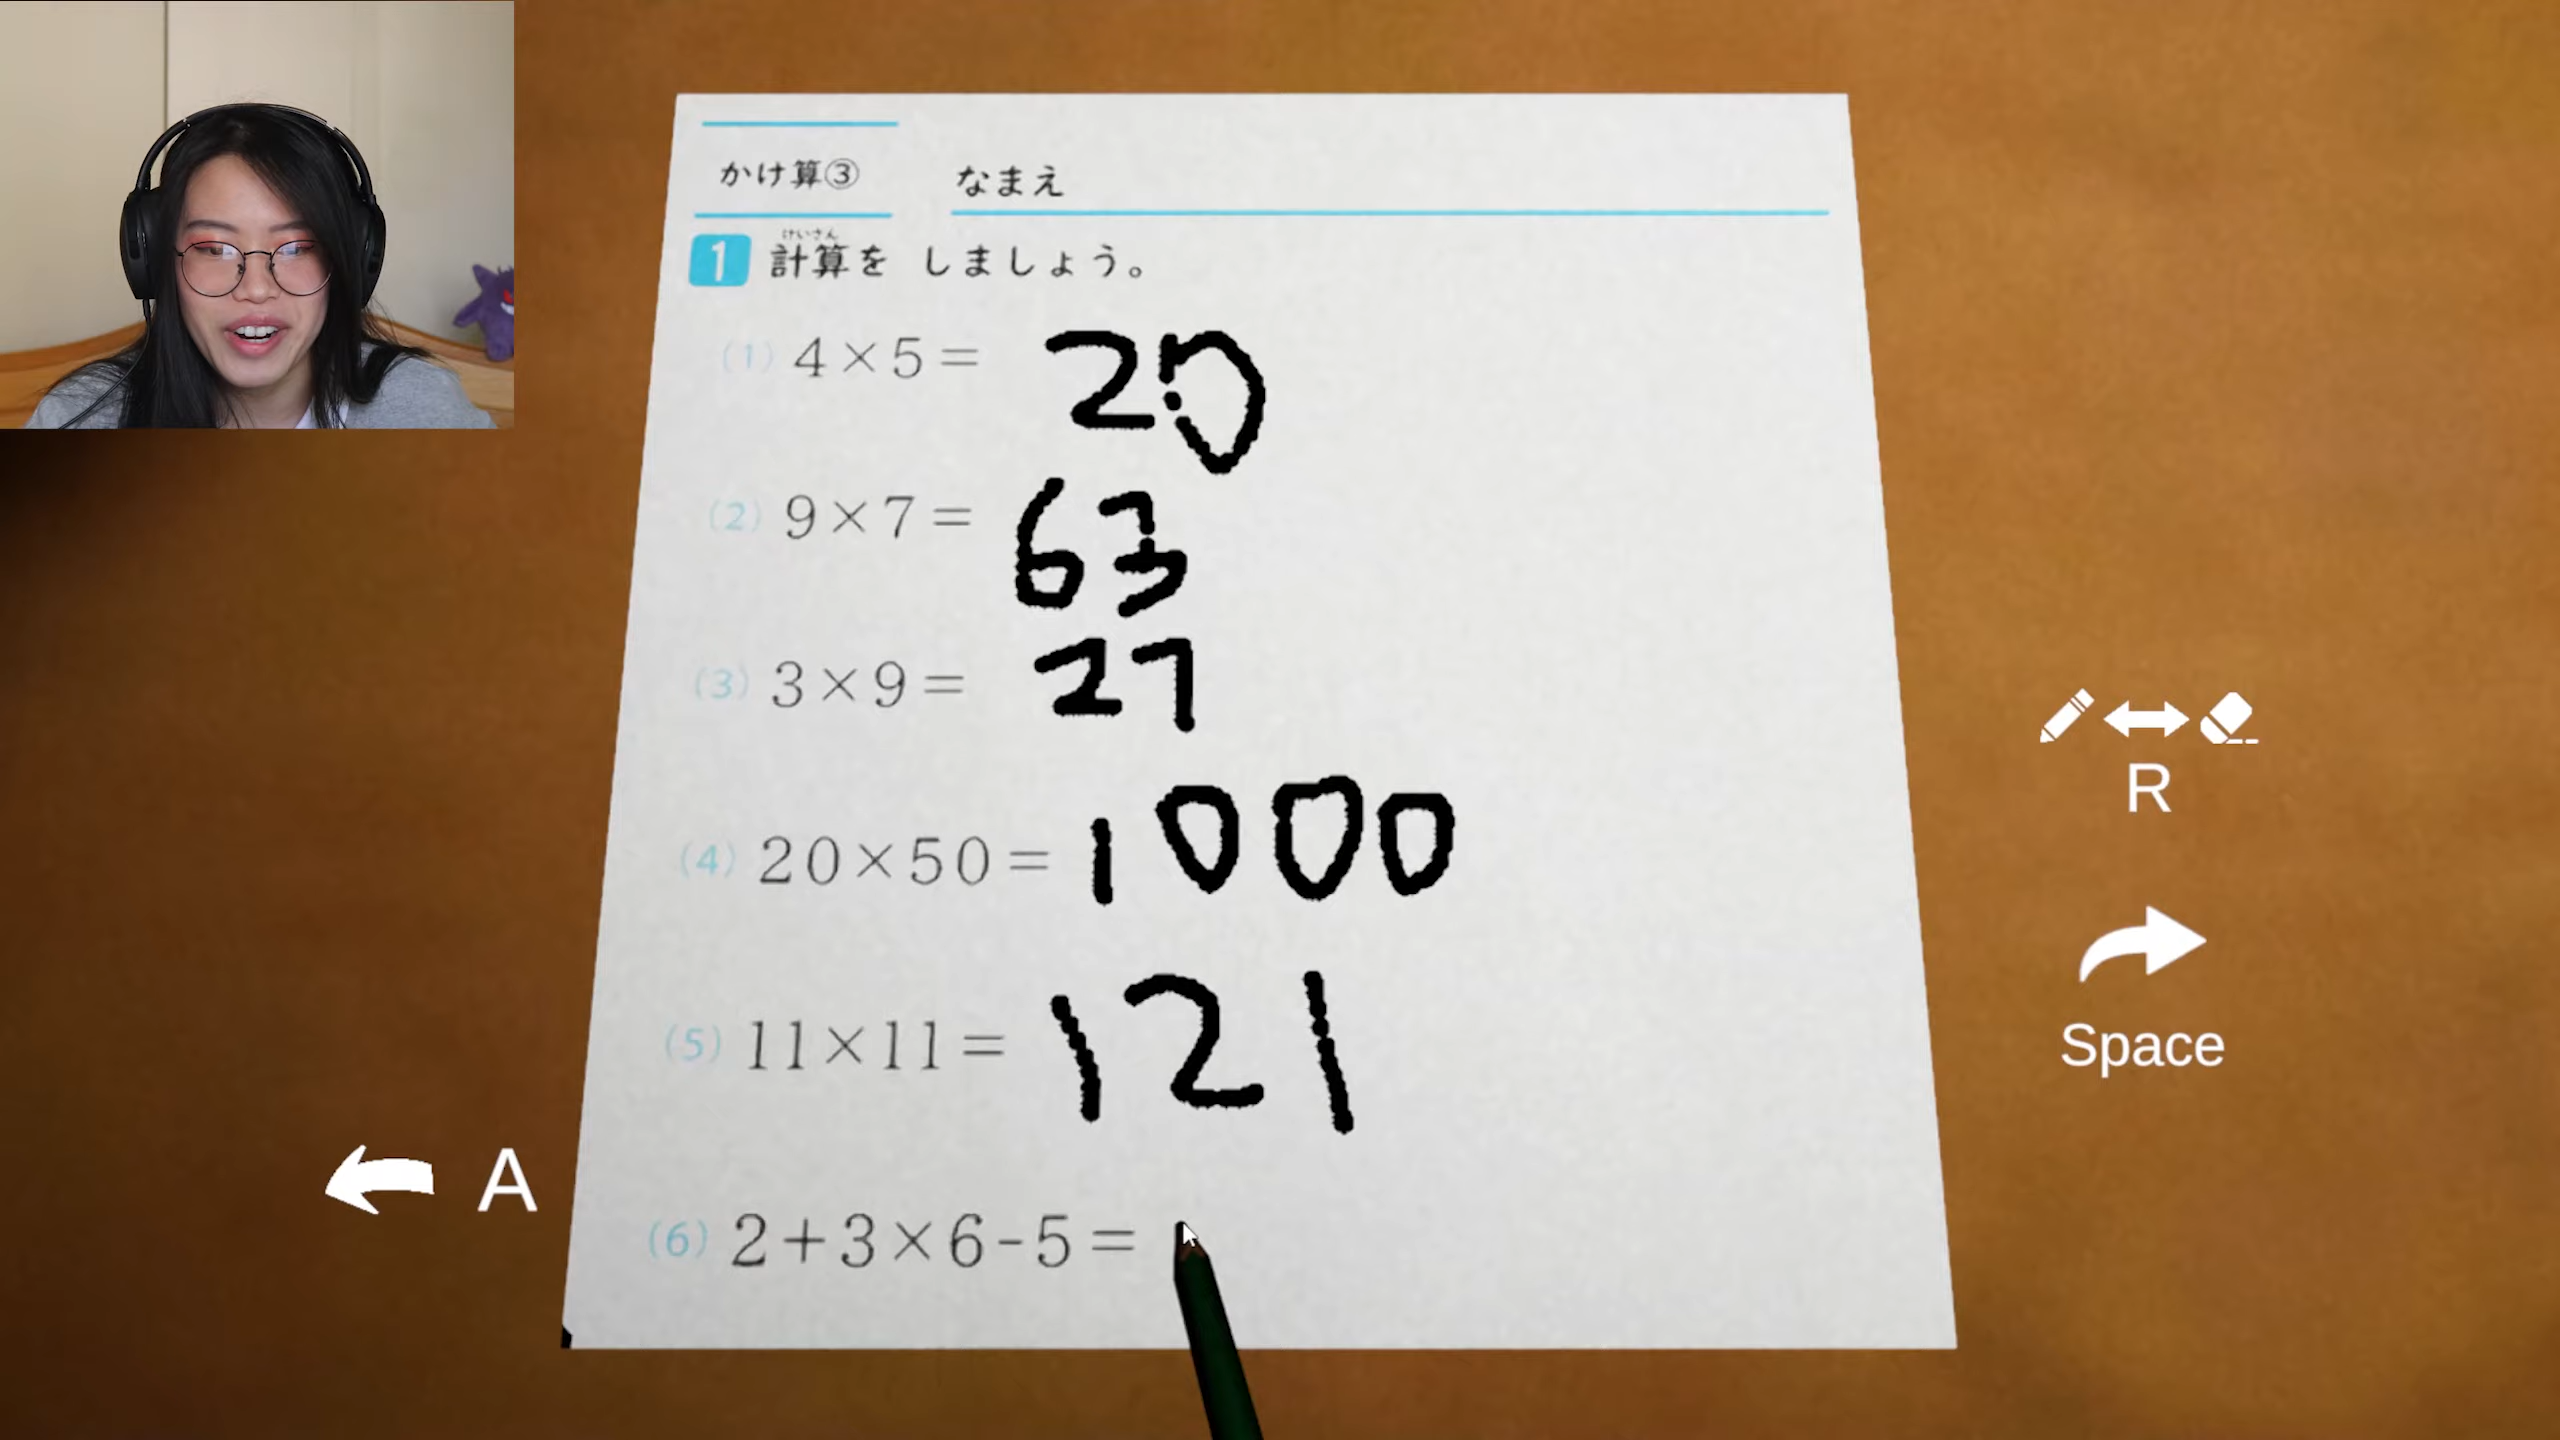 かけ算③ なまえ
けいさん
1 計算を しましょう。
(1) 4×5= 20
(2) 9×7= 63
(3) 3×9= 27
(4) 20×50= 1000
(5) 11×11= 121
(6) 2+3×6-5=
R
Space
A